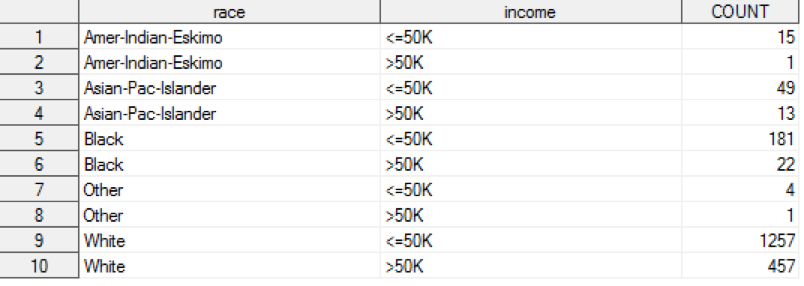 race income COUNT
1 Amer-Indian-Eskimo <=50K 15
2 Amer-Indian-Eskimo >50K 1
3 Asian-Pac-Islander <=50K 49
4 Asian-Pac-Islander >50K 13
5 Black <=50K 181
6 Black >50K 22
7 Other <=50K 4
8 Other >50K 1
9 White <=50K 1257
10 White >50K 457